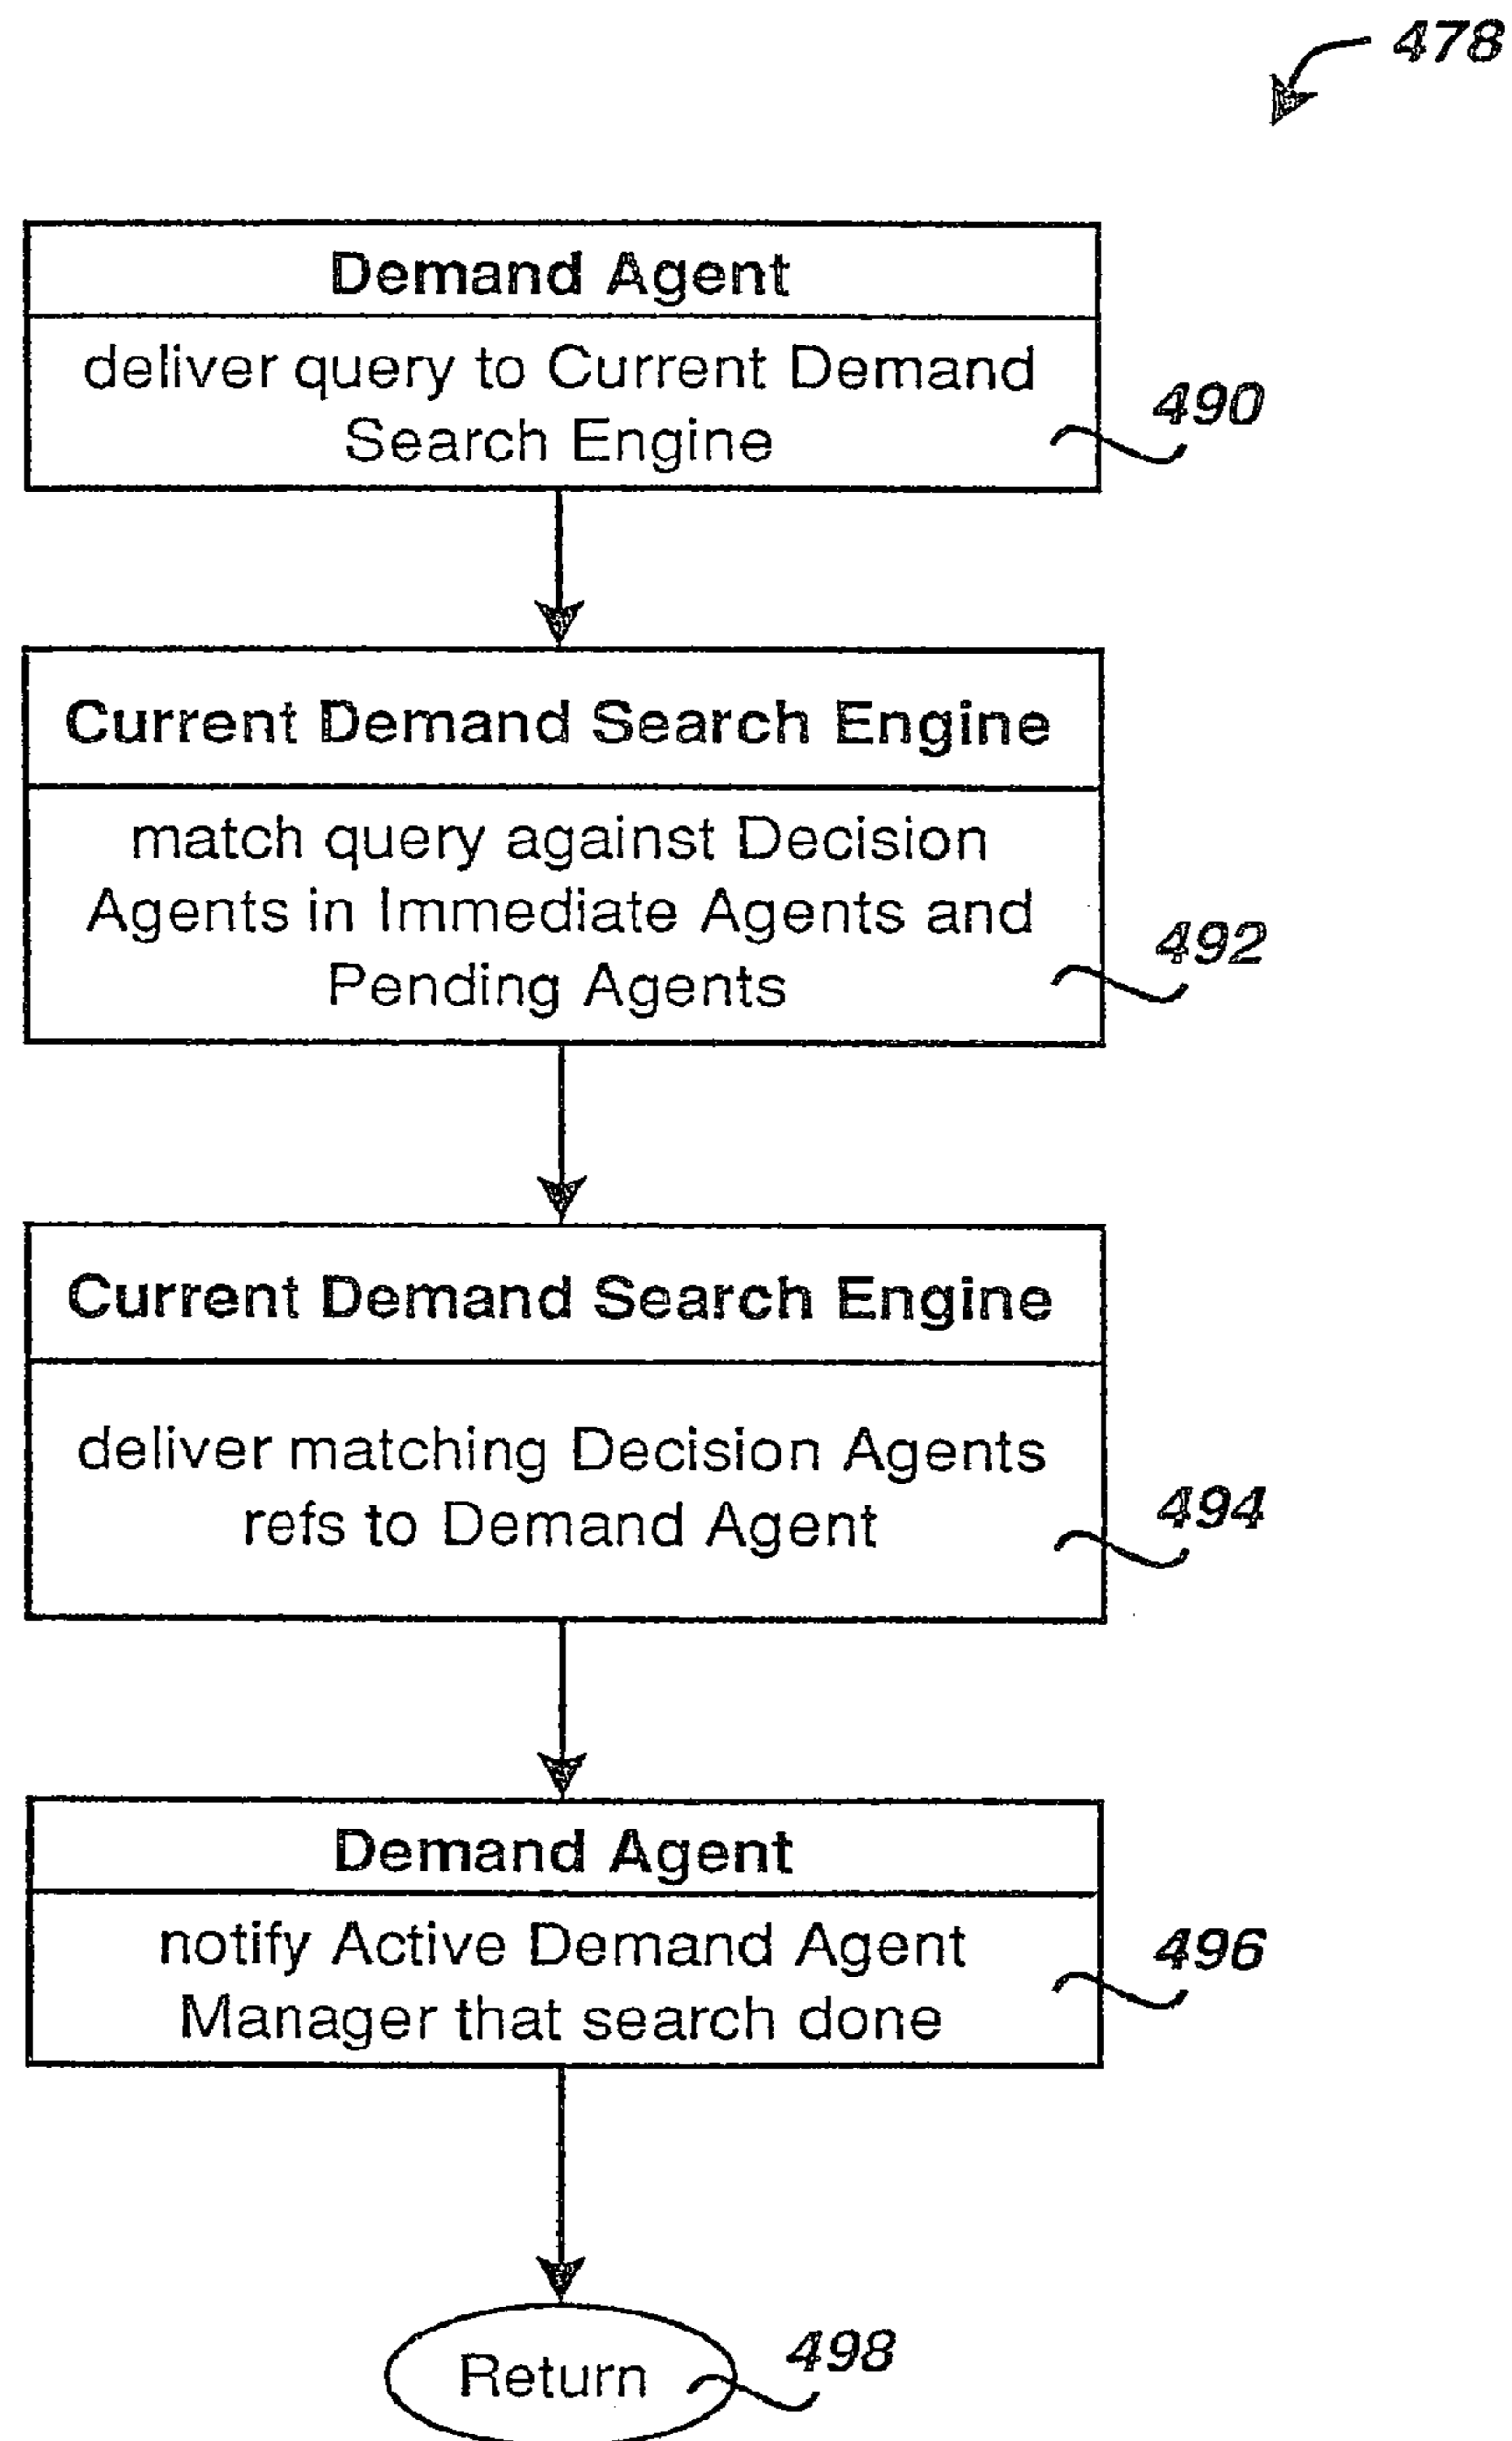 478
Demand Agent
deliver query to Current Demand
Search Engine
490
Current Demand Search Engine
match query against Decision
Agents in Immediate Agents and
Pending Agents
492
Current Demand Search Engine
deliver matching Decision Agents
refs to Demand Agent
494
Demand Agent
notify Active Demand Agent
Manager that search done
496
Return
498